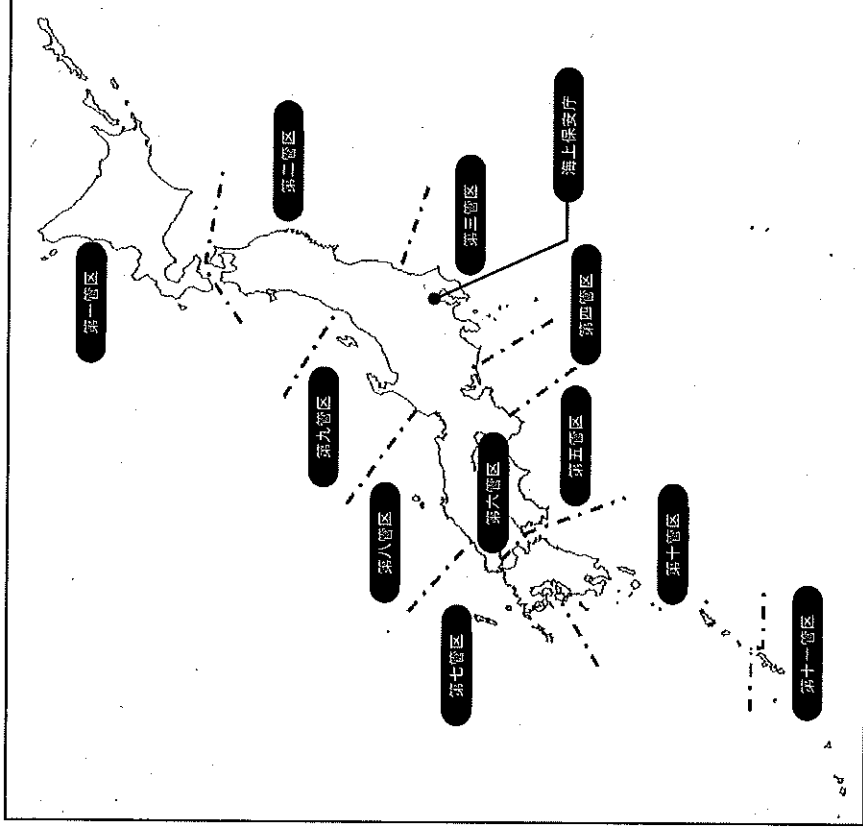 第一管区
第二管区
第三管区
海上保安庁
第四管区
第五管区
第六管区
第七管区
第八管区
第九管区
第十管区
第十一管区